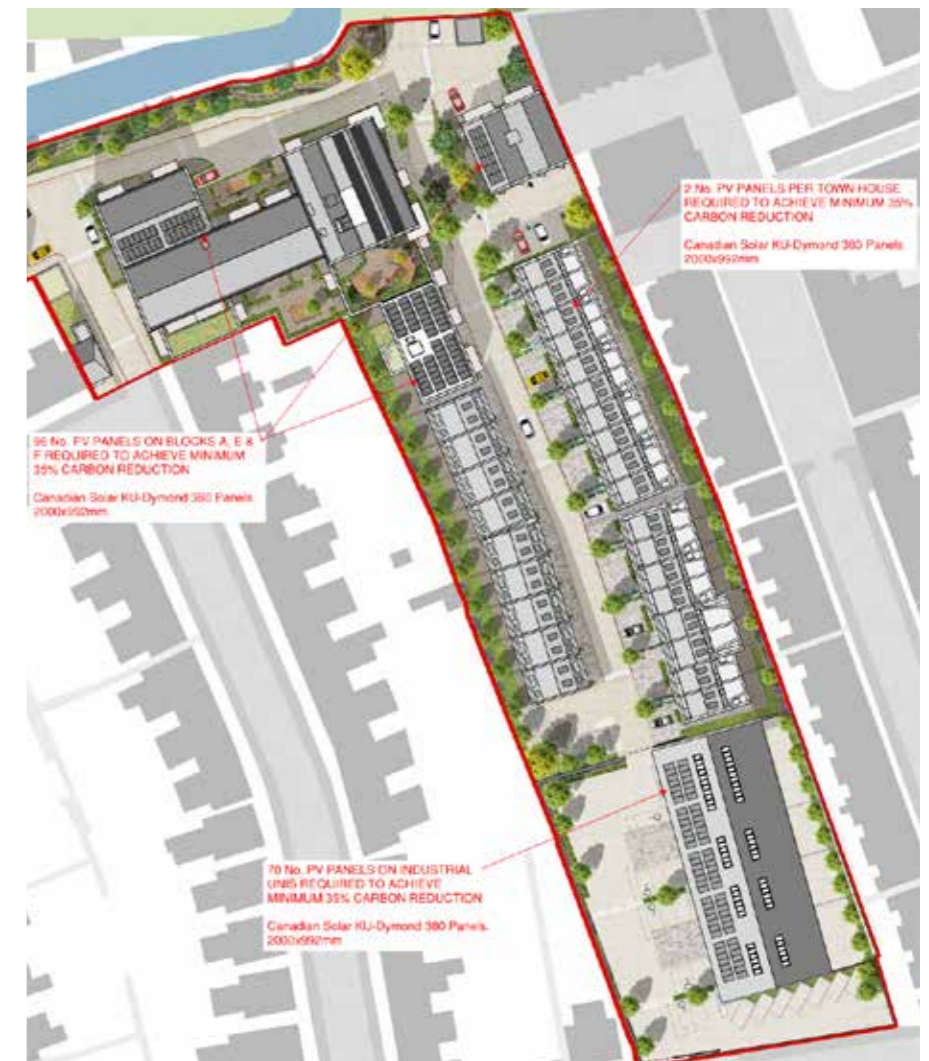 2 No. PV PANELS PER TOWN HOUSE
REQUIRED TO ACHIEVE MINIMUM 35%
CARBON REDUCTION
Canadian Solar KU-Dymond 380 Panels.
2000x992mm
96 No. PV PANELS ON BLOCKS A, E &
F REQUIRED TO ACHIEVE MINIMUM
35% CARBON REDUCTION
Canadian Solar KU-Dymond 380 Panels
2000x992mm
70 No. PV PANELS ON INDUSTRIAL
UNIS REQUIRED TO ACHIEVE
MINIMUM 35% CARBON REDUCTION
Canadian Solar KU-Dymond 380 Panels.
2000x992mm